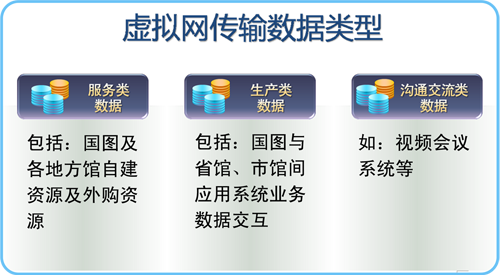 虚拟网传输数据类型
服务类
数据
包括：国图及
各地方馆自建
资源及外购资
源
生产类
数据
包括：国图与
省馆、市馆间
应用系统业务
数据交互
沟通交流类
数据
如：视频会议
系统等